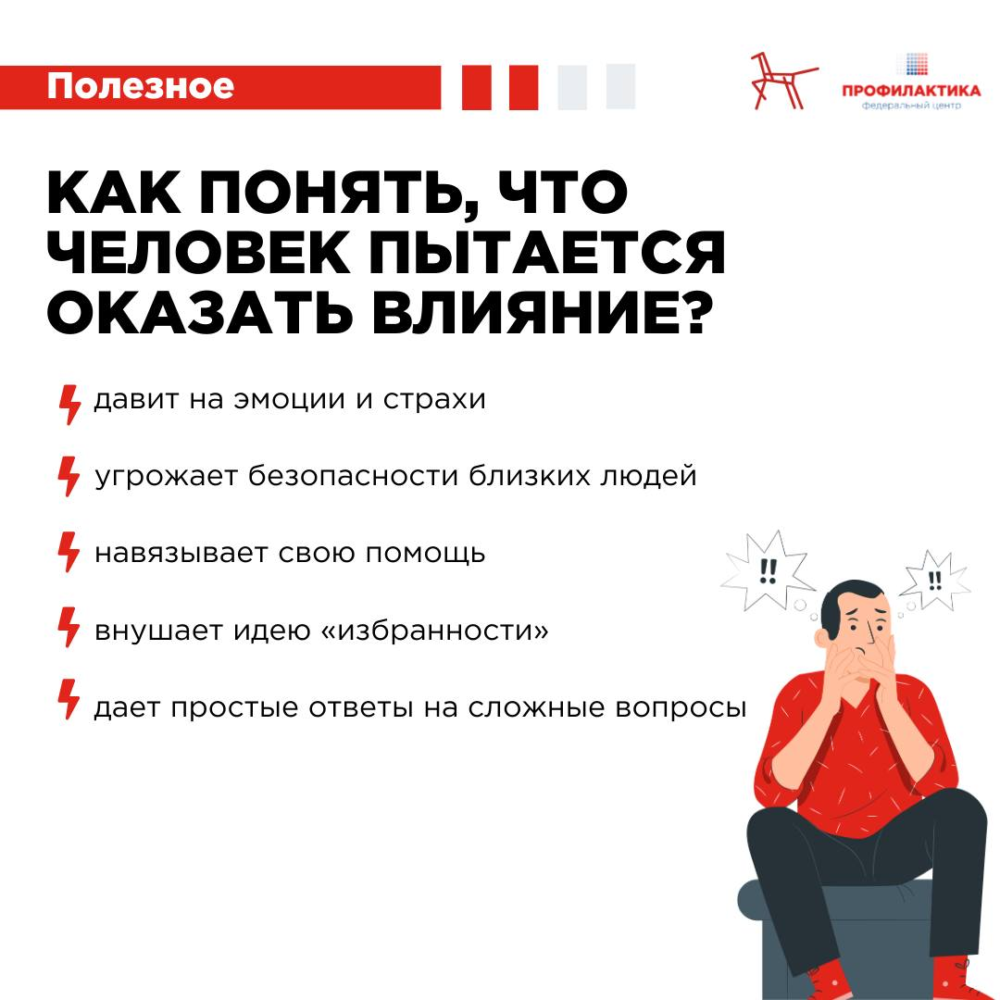 Полезное
ПРОФИЛАКТИКА
федеральный центр
КАК ПОНЯТЬ, ЧТО
ЧЕЛОВЕК ПЫТАЕТСЯ
ОКАЗАТЬ ВЛИЯНИЕ?
давит на эмоции и страхи
угрожает безопасности близких людей
навязывает свою помощь
внушает идею «избранности»
дает простые ответы на сложные вопросы
!!
!!